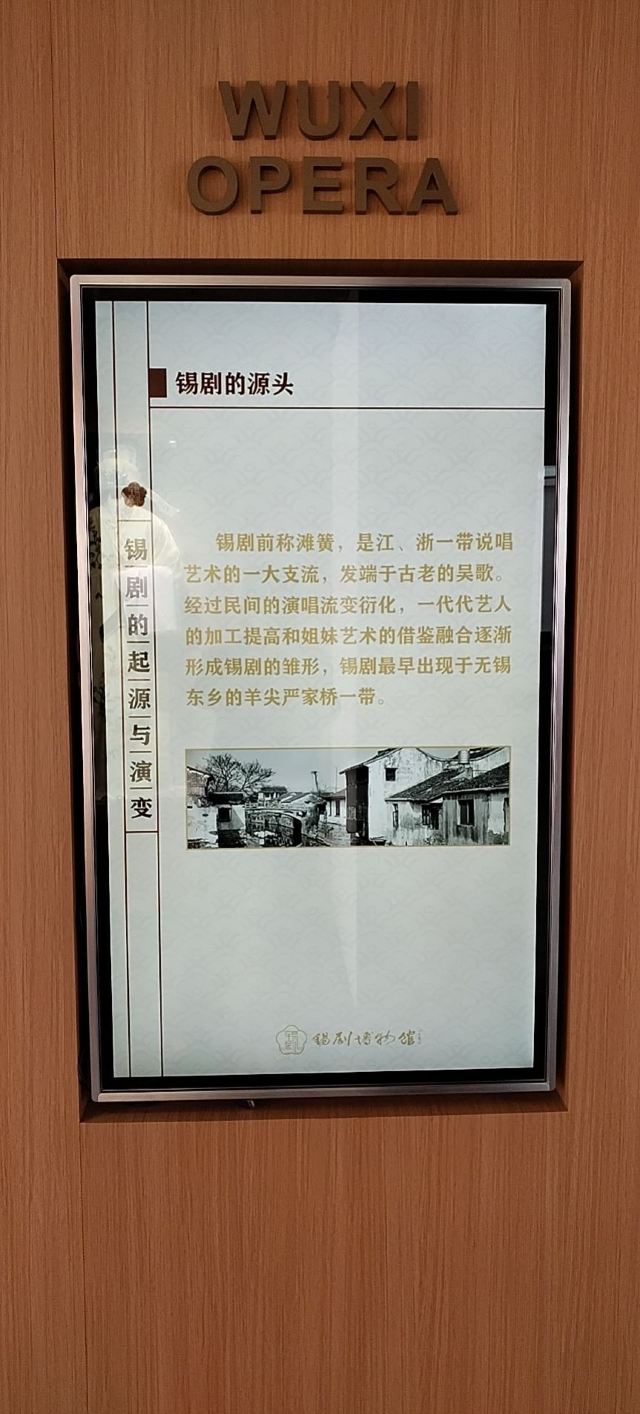 WUXI
OPERA
锡剧的源头
锡剧的起源与演变
锡剧前称滩簧，是江、浙一带说唱
艺术的一大支流，发端于古老的吴歌。
经过民间的演唱流变衍化，一代代艺人
的加工提高和姐妹艺术的借鉴融合逐渐
形成锡剧的雏形，锡剧最早出现于无锡
东乡的羊尖严家桥一带。
锡剧博物馆